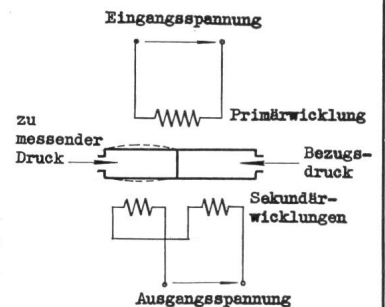 Eingangsspannung
Primärwicklung
zu
messender
Druck
Bezugs-
druck
Sekundär-
wicklungen
Ausgangsspannung